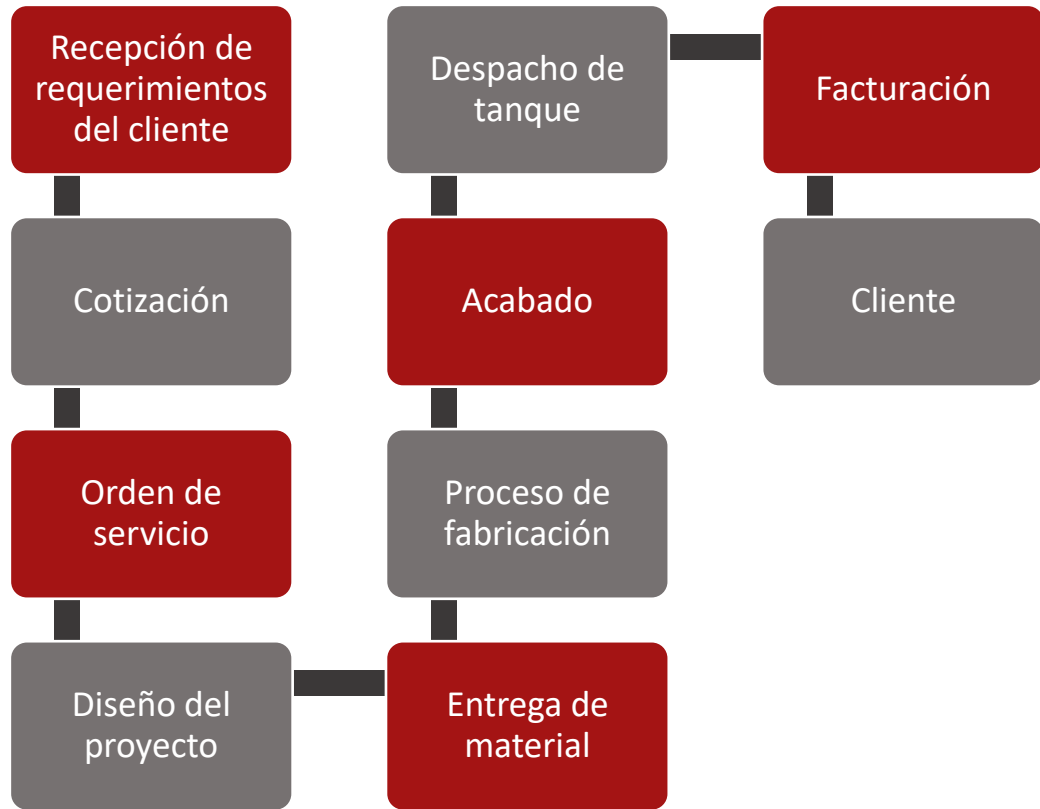 Recepción de
requerimientos
del cliente
Cotización
Orden de
servicio
Diseño del
proyecto
Entrega de
material
Proceso de
fabricación
Acabado
Despacho de
tanque
Facturación
Cliente